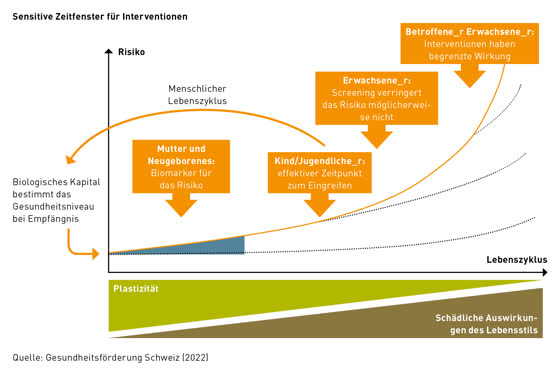 Sensitive Zeitfenster für Interventionen
Risiko
Betroffene_r Erwachsene_r:
Interventionen haben
begrenzte Wirkung
Erwachsene_r:
Screening verringert
das Risiko möglicherwei-
se nicht
Menschlicher
Lebenszyklus
Mutter und
Neugeborenes:
Biomarker für
das Risiko
Kind/Jugendliche_r:
effektiver Zeitpunkt
zum Eingreifen
Biologisches Kapital
bestimmt das
Gesundheitsniveau
bei Empfängnis
Lebenszyklus
Plastizität
Schädliche Auswirkun-
gen des Lebensstils
Quelle: Gesundheitsförderung Schweiz (2022)